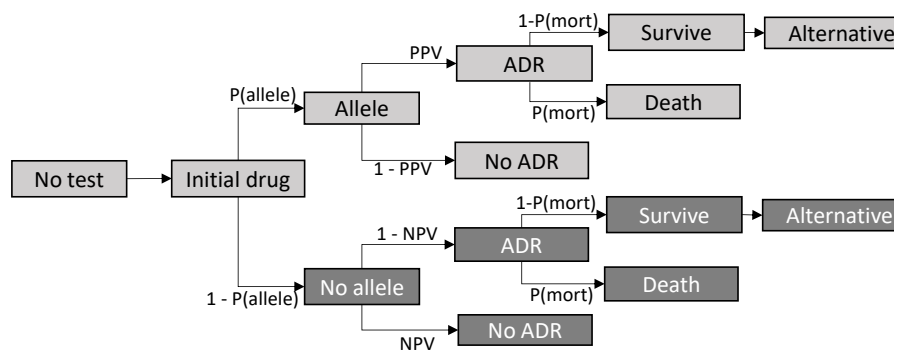 1-P(mort)
Survive
Alternative
PPV
ADR
P(allele)
Allele
P(mort)
Death
1 - PPV
No ADR
No test
Initial drug
1-P(mort)
Survive
Alternative
1 - NPV
ADR
1 - P(allele)
No allele
P(mort)
Death
NPV
No ADR